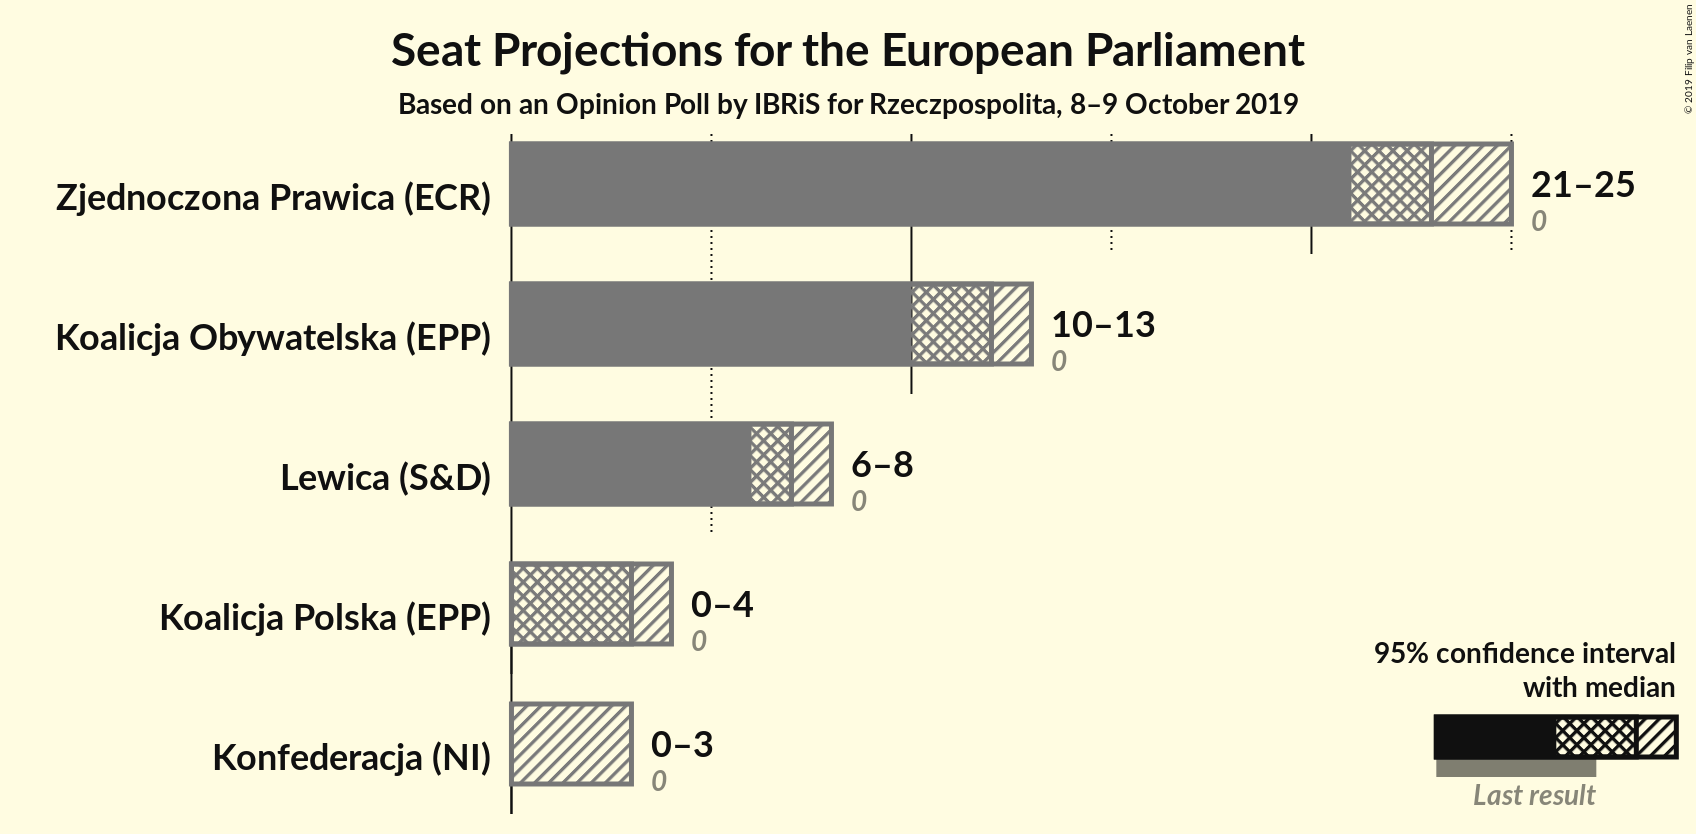 Seat Projections for the European Parliament
Based on an Opinion Poll by IBRiS for Rzeczpospolita, 8–9 October 2019
© 2019 Filip van Laenen
Zjednoczona Prawica (ECR)
21–25
0
Koalicja Obywatelska (EPP)
10–13
0
Lewica (S&D)
6–8
0
Koalicja Polska (EPP)
0–4
0
Konfederacja (NI)
0–3
0
95% confidence interval
with median
Last result